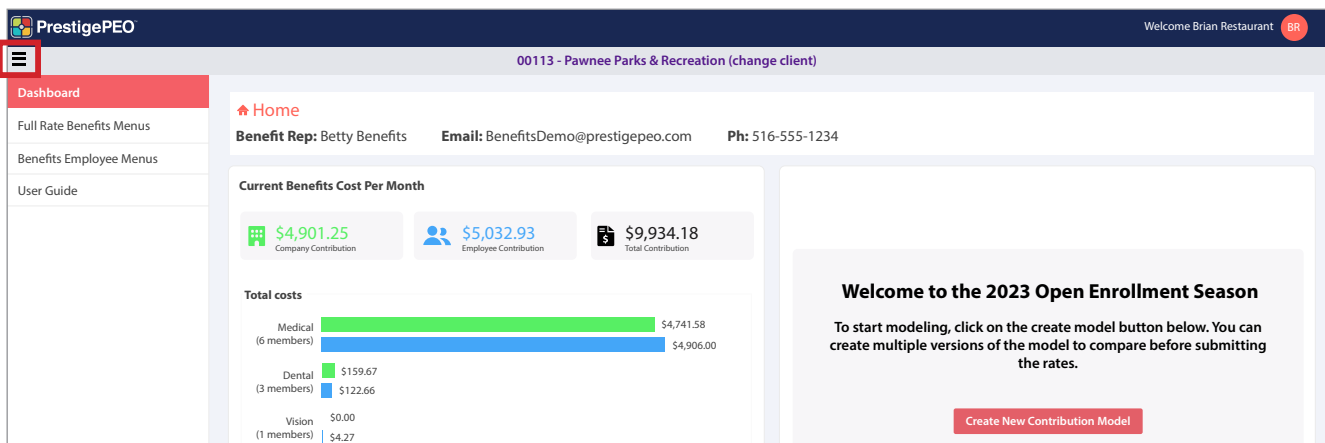 PrestigePEO
Welcome Brian Restaurant BR
00113 - Pawnee Parks & Recreation (change client)
Dashboard
Full Rate Benefits Menus
Benefits Employee Menus
User Guide
Home
Benefit Rep: Betty Benefits Email: BenefitsDemo@prestigepeo.com Ph: 516-555-1234
Current Benefits Cost Per Month
$4,901.25
Company Contribution
$5,032.93
Employee Contribution
$9,934.18
Total Contribution
Total costs
Medical
(6 members)
$4,741.58
$4,906.00
Dental
(3 members)
$159.67
$122.66
Vision
(1 members)
$0.00
$4.27
Welcome to the 2023 Open Enrollment Season
To start modeling, click on the create model button below. You can
create multiple versions of the model to compare before submitting
the rates.
Create New Contribution Model